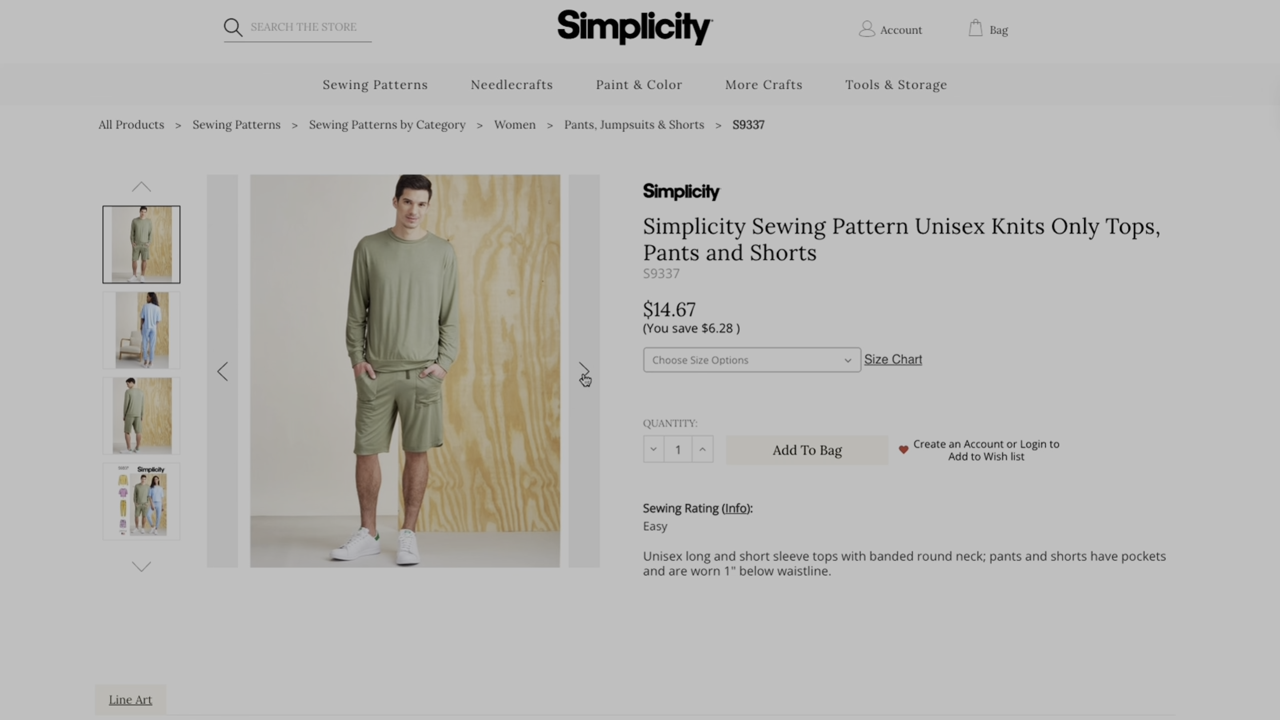 SEARCH THE STORE
Simplicity
Account
Bag
Sewing Patterns
Needlecrafts
Paint & Color
More Crafts
Tools & Storage
All Products > Sewing Patterns > Sewing Patterns by Category > Women > Pants, Jumpsuits & Shorts > S9337
Simplicity
Simplicity
Simplicity Sewing Pattern Unisex Knits Only Tops,
Pants and Shorts
S9337
$14.67
(You save $6.28 )
Choose Size Options
Size Chart
QUANTITY:
1
Add To Bag
Create an Account or Login to
Add to Wish list
Sewing Rating (Info):
Easy
Unisex long and short sleeve tops with banded round neck; pants and shorts have pockets
and are worn 1" below waistline.
Line Art